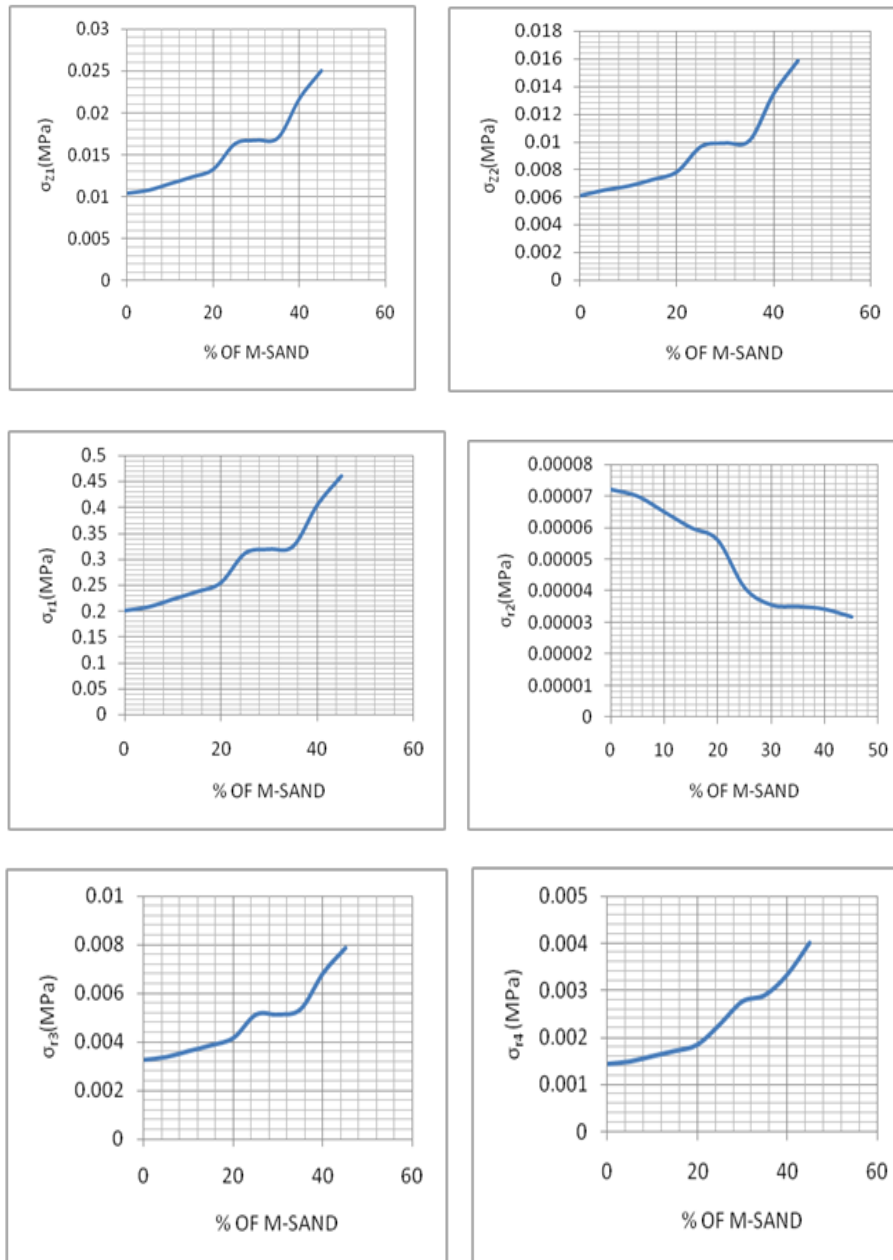 0.03
0.025
0.02
0.015
0.01
0.005
0
σz1(MPa)
0 20 40 60
% OF M-SAND
0.018
0.016
0.014
0.012
0.01
0.008
0.006
0.004
0.002
0
σz2(MPa)
0 20 40 60
% OF M-SAND
0.5
0.45
0.4
0.35
0.3
0.25
0.2
0.15
0.1
0.05
0
σr1(MPa)
0 20 40 60
% OF M-SAND
0.00008
0.00007
0.00006
0.00005
0.00004
0.00003
0.00002
0.00001
0
σr2(MPa)
0 10 20 30 40 50
% OF M-SAND
0.01
0.008
0.006
0.004
0.002
0
σr3(MPa)
0 20 40 60
% OF M-SAND
0.005
0.004
0.003
0.002
0.001
0
σr4 (MPa)
0 20 40 60
% OF M-SAND